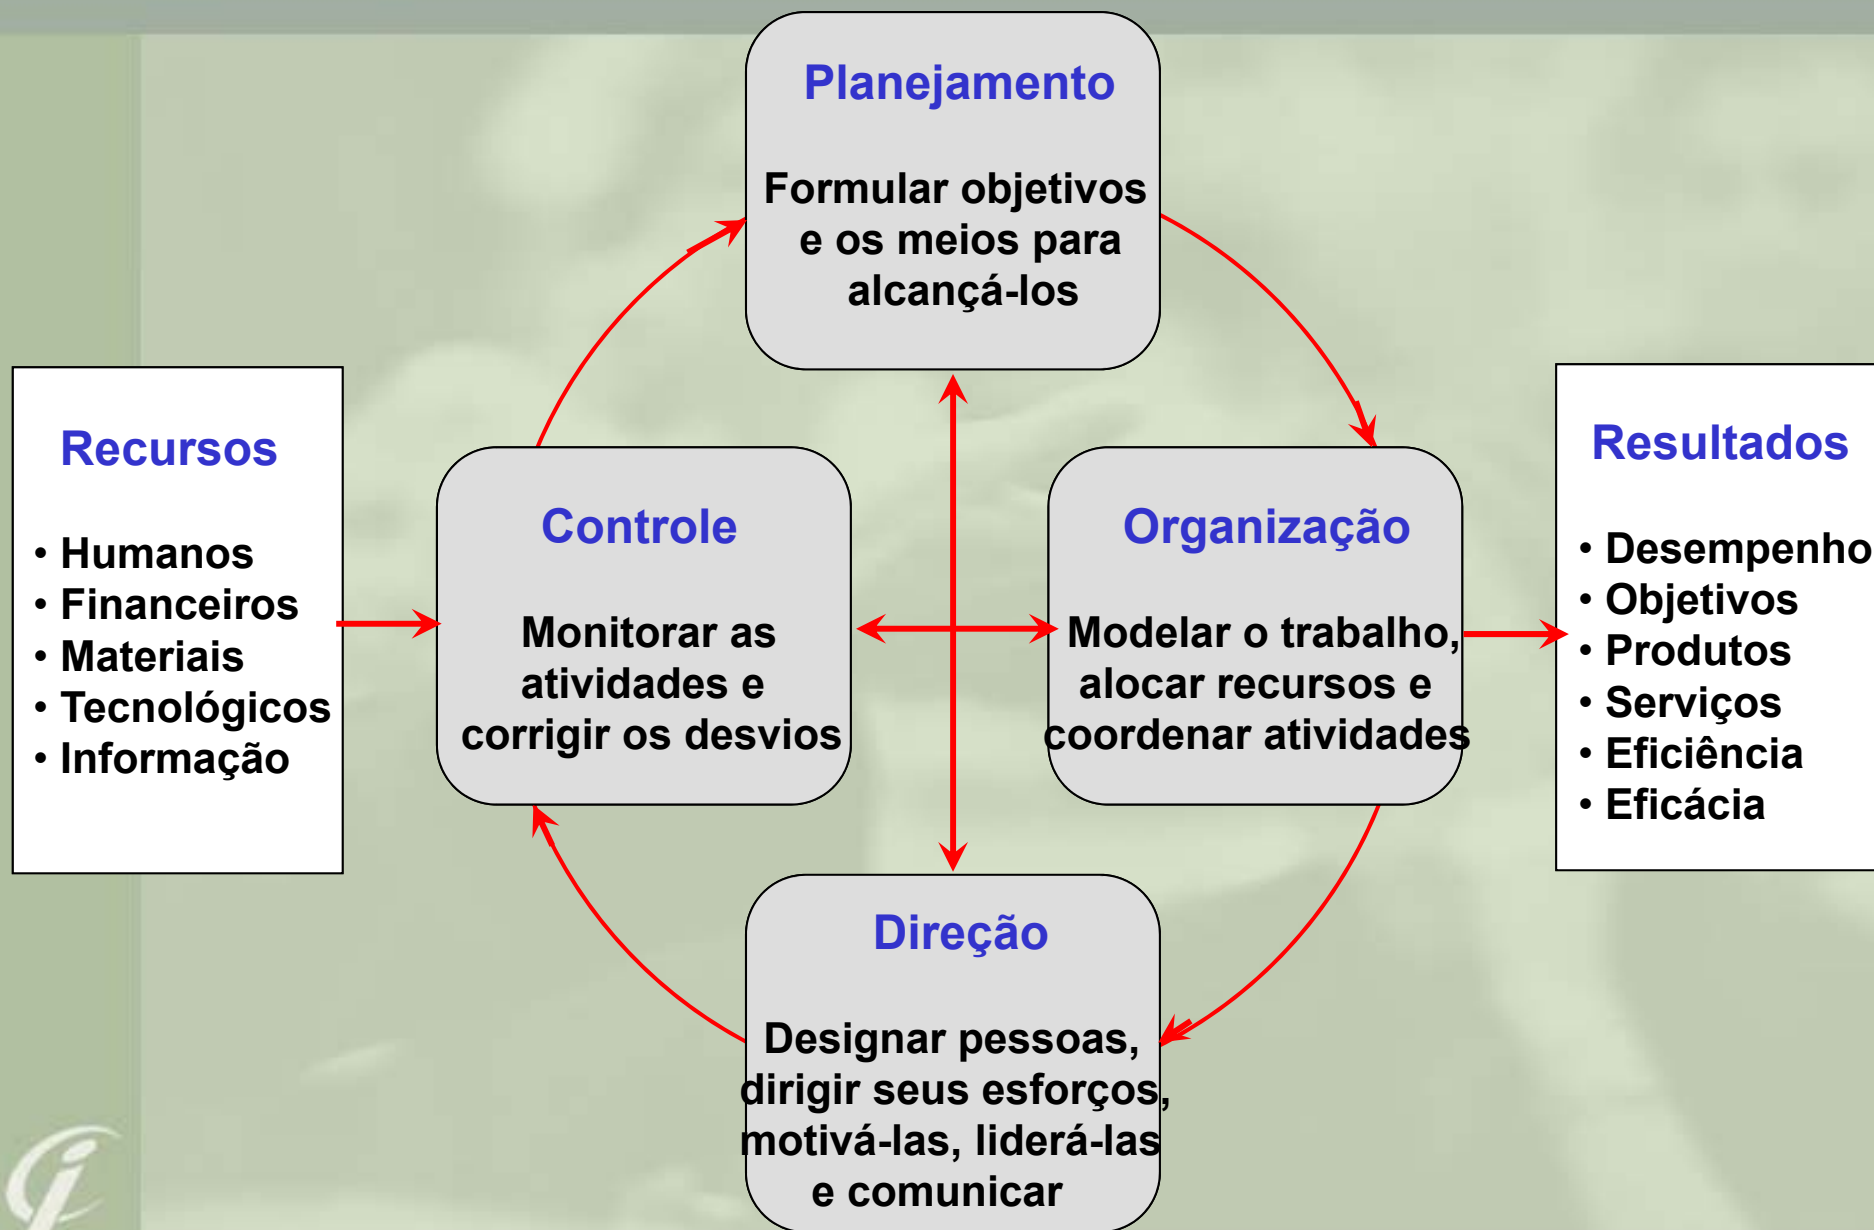 Planejamento
Formular objetivos
e os meios para
alcançá-los
Recursos
• Humanos
• Financeiros
• Materiais
• Tecnológicos
• Informação
Controle
Monitorar as
atividades e
corrigir os desvios
Organização
Modelar o trabalho,
alocar recursos e
coordenar atividades
Resultados
• Desempenho
• Objetivos
• Produtos
• Serviços
• Eficiência
• Eficácia
Direção
Designar pessoas,
dirigir seus esforços,
motivá-las, liderá-las
e comunicar